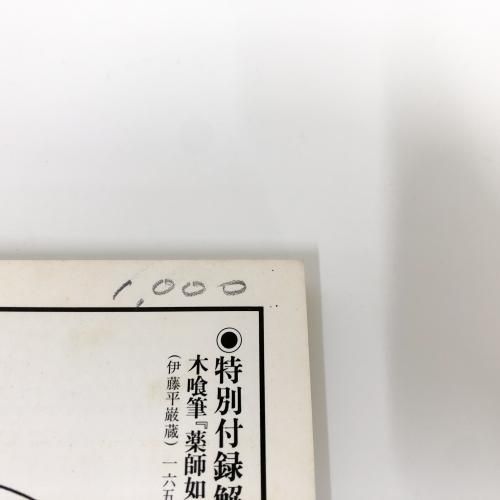 1,000
◉特別付録解
木喰筆『薬師如
(伊藤平巌蔵) 一六五